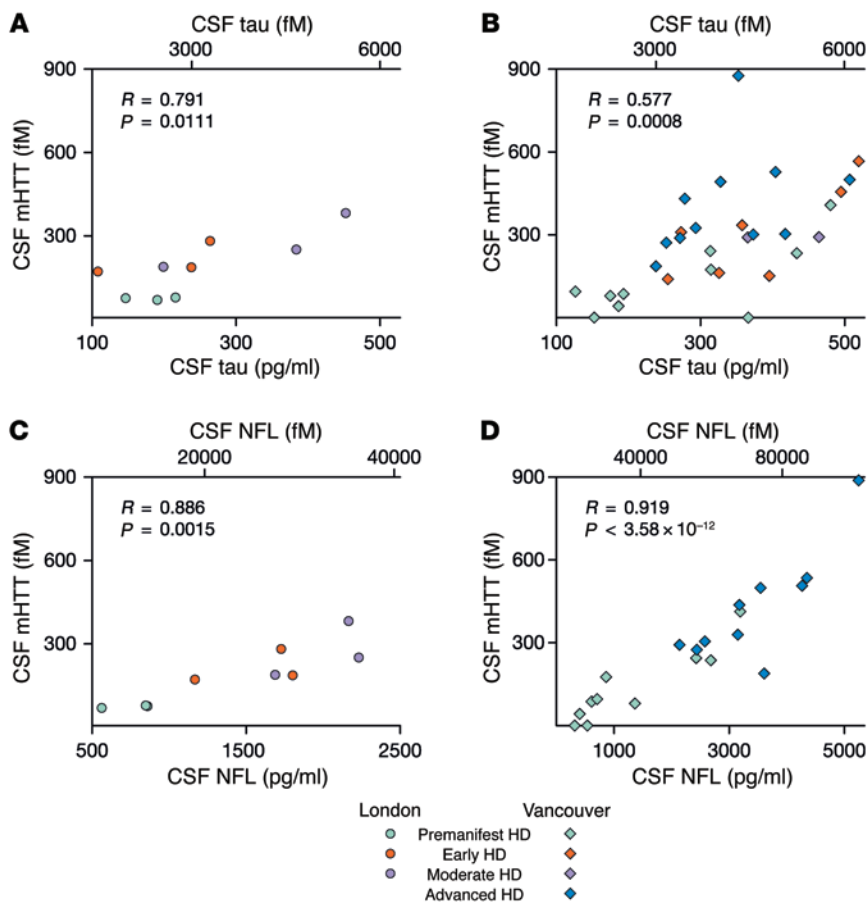 A
CSF tau (fM)
3000 6000
900
600
300
CSF mHTT (fM)
R = 0.791
P = 0.0111
100 300 500
CSF tau (pg/ml)
B
CSF tau (fM)
3000 6000
900
600
300
CSF mHTT (fM)
R = 0.577
P = 0.0008
100 300 500
CSF tau (pg/ml)
C
CSF NFL (fM)
20000 40000
900
600
300
CSF mHTT (fM)
R = 0.886
P = 0.0015
500 1500 2500
CSF NFL (pg/ml)
D
CSF NFL (fM)
40000 80000
900
600
300
CSF mHTT (fM)
R = 0.919
P < 3.58 × 10⁻¹²
1000 3000 5000
CSF NFL (pg/ml)
London Vancouver
Premanifest HD
Early HD
Moderate HD
Advanced HD